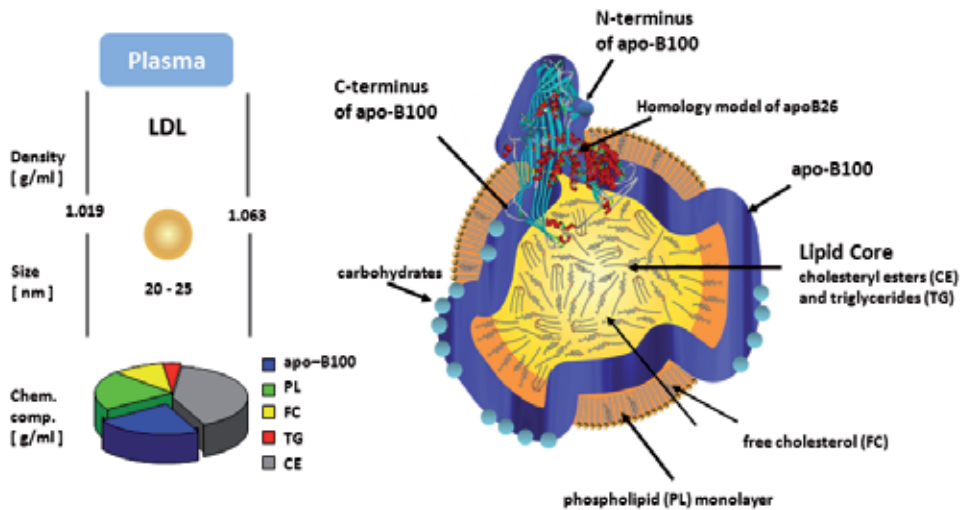 Plasma
LDL
Density
[ g/ml ]
1.019
1.063
Size
[ nm ]
20 - 25
Chem.
comp.
[ g/ml ]
apo–B100
PL
FC
TG
CE
N-terminus
of apo-B100
C-terminus
of apo-B100
Homology model of apoB26
apo-B100
Lipid Core
cholesteryl esters (CE)
and triglycerides (TG)
carbohydrates
free cholesterol (FC)
phospholipid (PL) monolayer